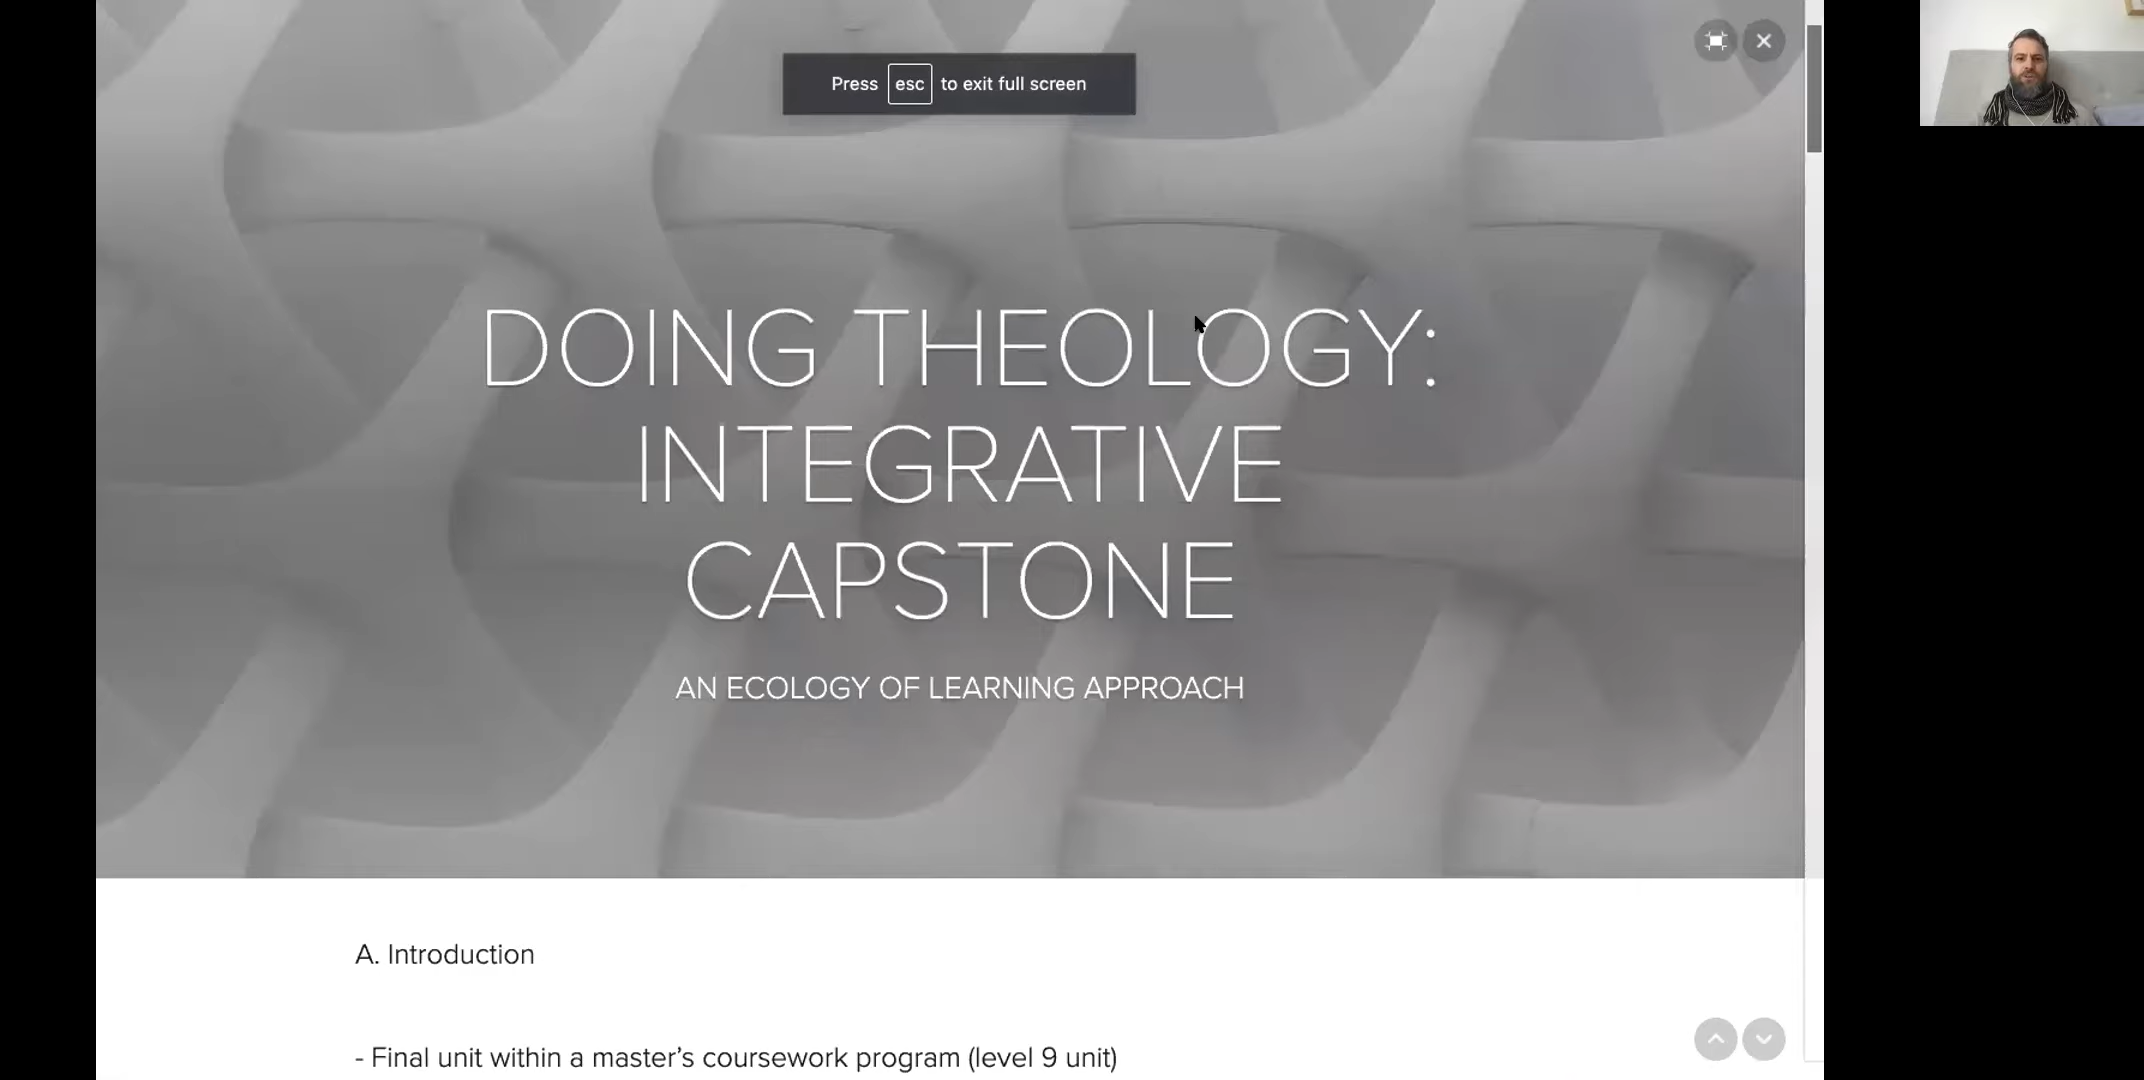 Press esc to exit full screen
DOING THEOLOGY:
INTEGRATIVE
CAPSTONE
AN ECOLOGY OF LEARNING APPROACH
A. Introduction
- Final unit within a master’s coursework program (level 9 unit)